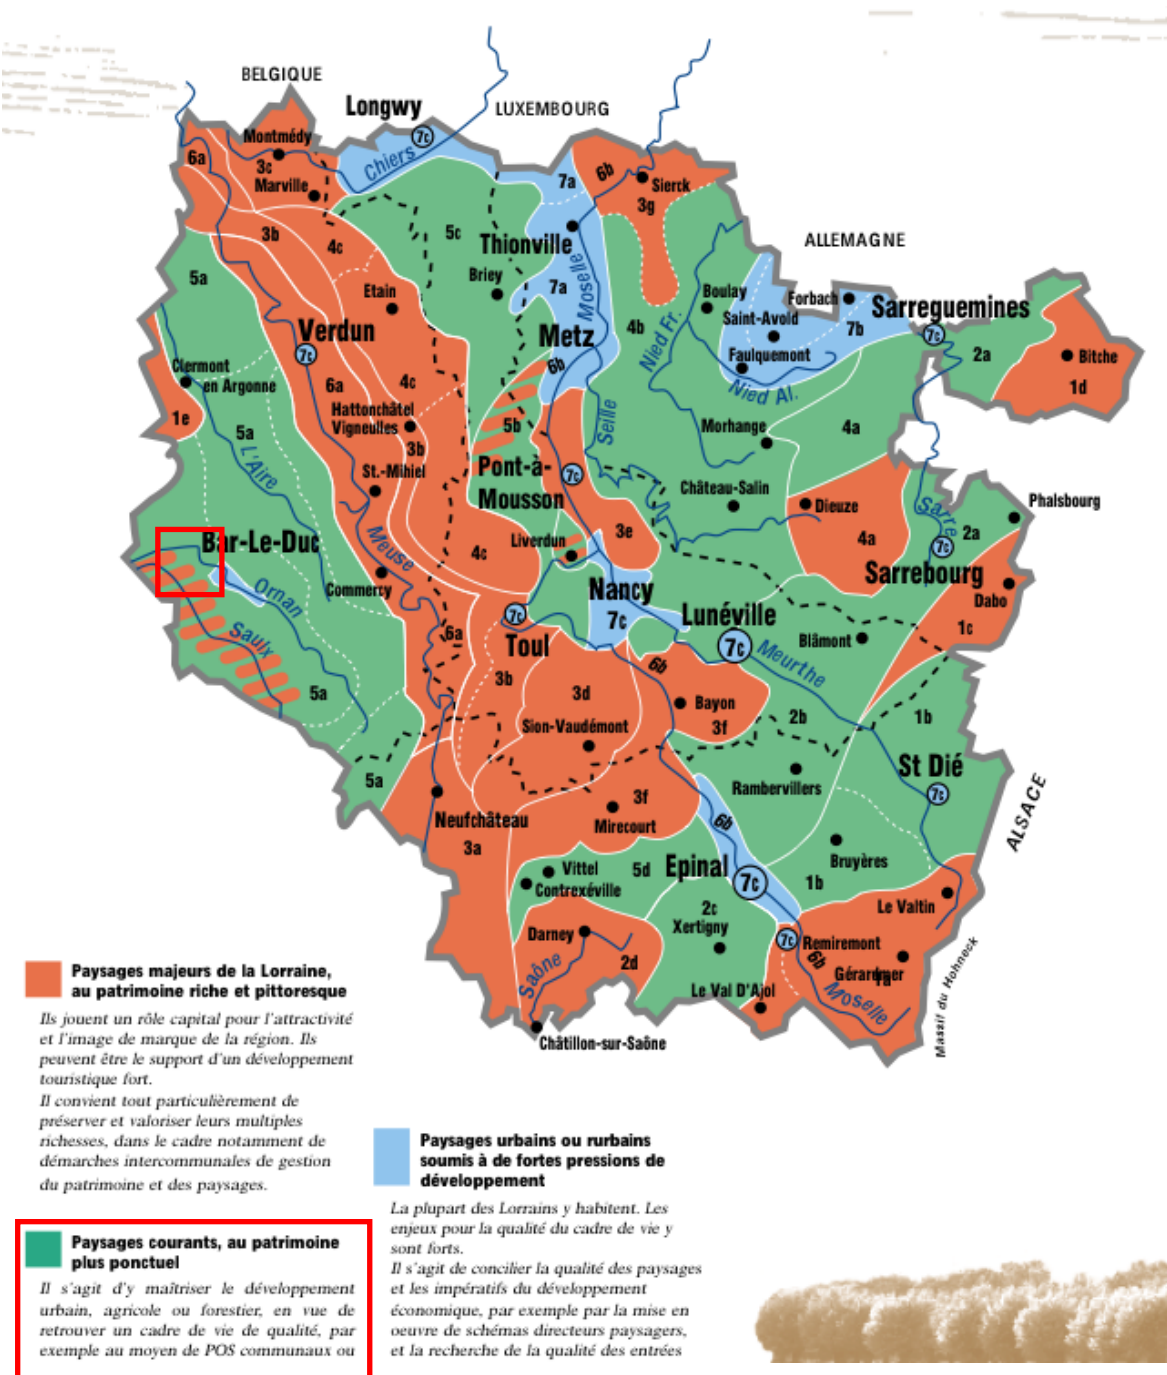 BELGIQUE
Longwy
LUXEMBOURG
7c
Montmédy
Chiers
6a
3c
Marville
7a
6b
Sierck
3g
3b
4c
5c
Thionville
ALLEMAGNE
5a
Briey
7a
Moselle
Etain
Boulay
Forbach
Sarreguemines
Saint-Avold
7b
7c
Verdun
7c
Metz
4b
Nied Fr.
Faulquemont
2a
Bitche
1d
Clermont
en Argonne
6a
4c
6b
Nied Al.
Hattonchâtel
Vigneulles
1e
5a
5b
Seille
Morhange
4a
3b
L'Aire
St.-Mihiel
Pont-à-
Mousson
7c
Château-Salin
Dieuze
Phalsbourg
Sarre
2a
Bar-Le-Duc
Meuse
4c
Liverdun
3e
4a
7c
Sarrebourg
Ornan
Commercy
Nancy
7c
Dabo
Toul
7c
Lunéville
7c
1c
Saulx
6a
Blâmont
Meurthe
6b
3b
3d
5a
Bayon
3f
2b
1b
Sion-Vaudémont
St Dié
7c
5a
Rambervillers
3f
Neufchâteau
Mirecourt
6b
ALSACE
3a
Bruyères
Vittel
5d
Epinal
7c
1b
Contrexéville
Le Valtin
2c
Xertigny
Darney
7c
Remiremont
2d
6b
Gérardmer
1a
Saône
Le Val D'Ajol
Moselle
Massif du Hohneck
Châtillon-sur-Saône
Paysages majeurs de la Lorraine,
au patrimoine riche et pittoresque
Ils jouent un rôle capital pour l'attractivité
et l'image de marque de la région. Ils
peuvent être le support d'un développement
touristique fort.
Il convient tout particulièrement de
préserver et valoriser leurs multiples
richesses, dans le cadre notamment de
démarches intercommunales de gestion
du patrimoine et des paysages.
Paysages courants, au patrimoine
plus ponctuel
Il s'agit d'y maîtriser le développement
urbain, agricole ou forestier, en vue de
retrouver un cadre de vie de qualité, par
exemple au moyen de POS communaux ou
Paysages urbains ou rurbains
soumis à de fortes pressions de
développement
La plupart des Lorrains y habitent. Les
enjeux pour la qualité du cadre de vie y
sont forts.
Il s'agit de concilier la qualité des paysages
et les impératifs du développement
économique, par exemple par la mise en
oeuvre de schémas directeurs paysagers,
et la recherche de la qualité des entrées